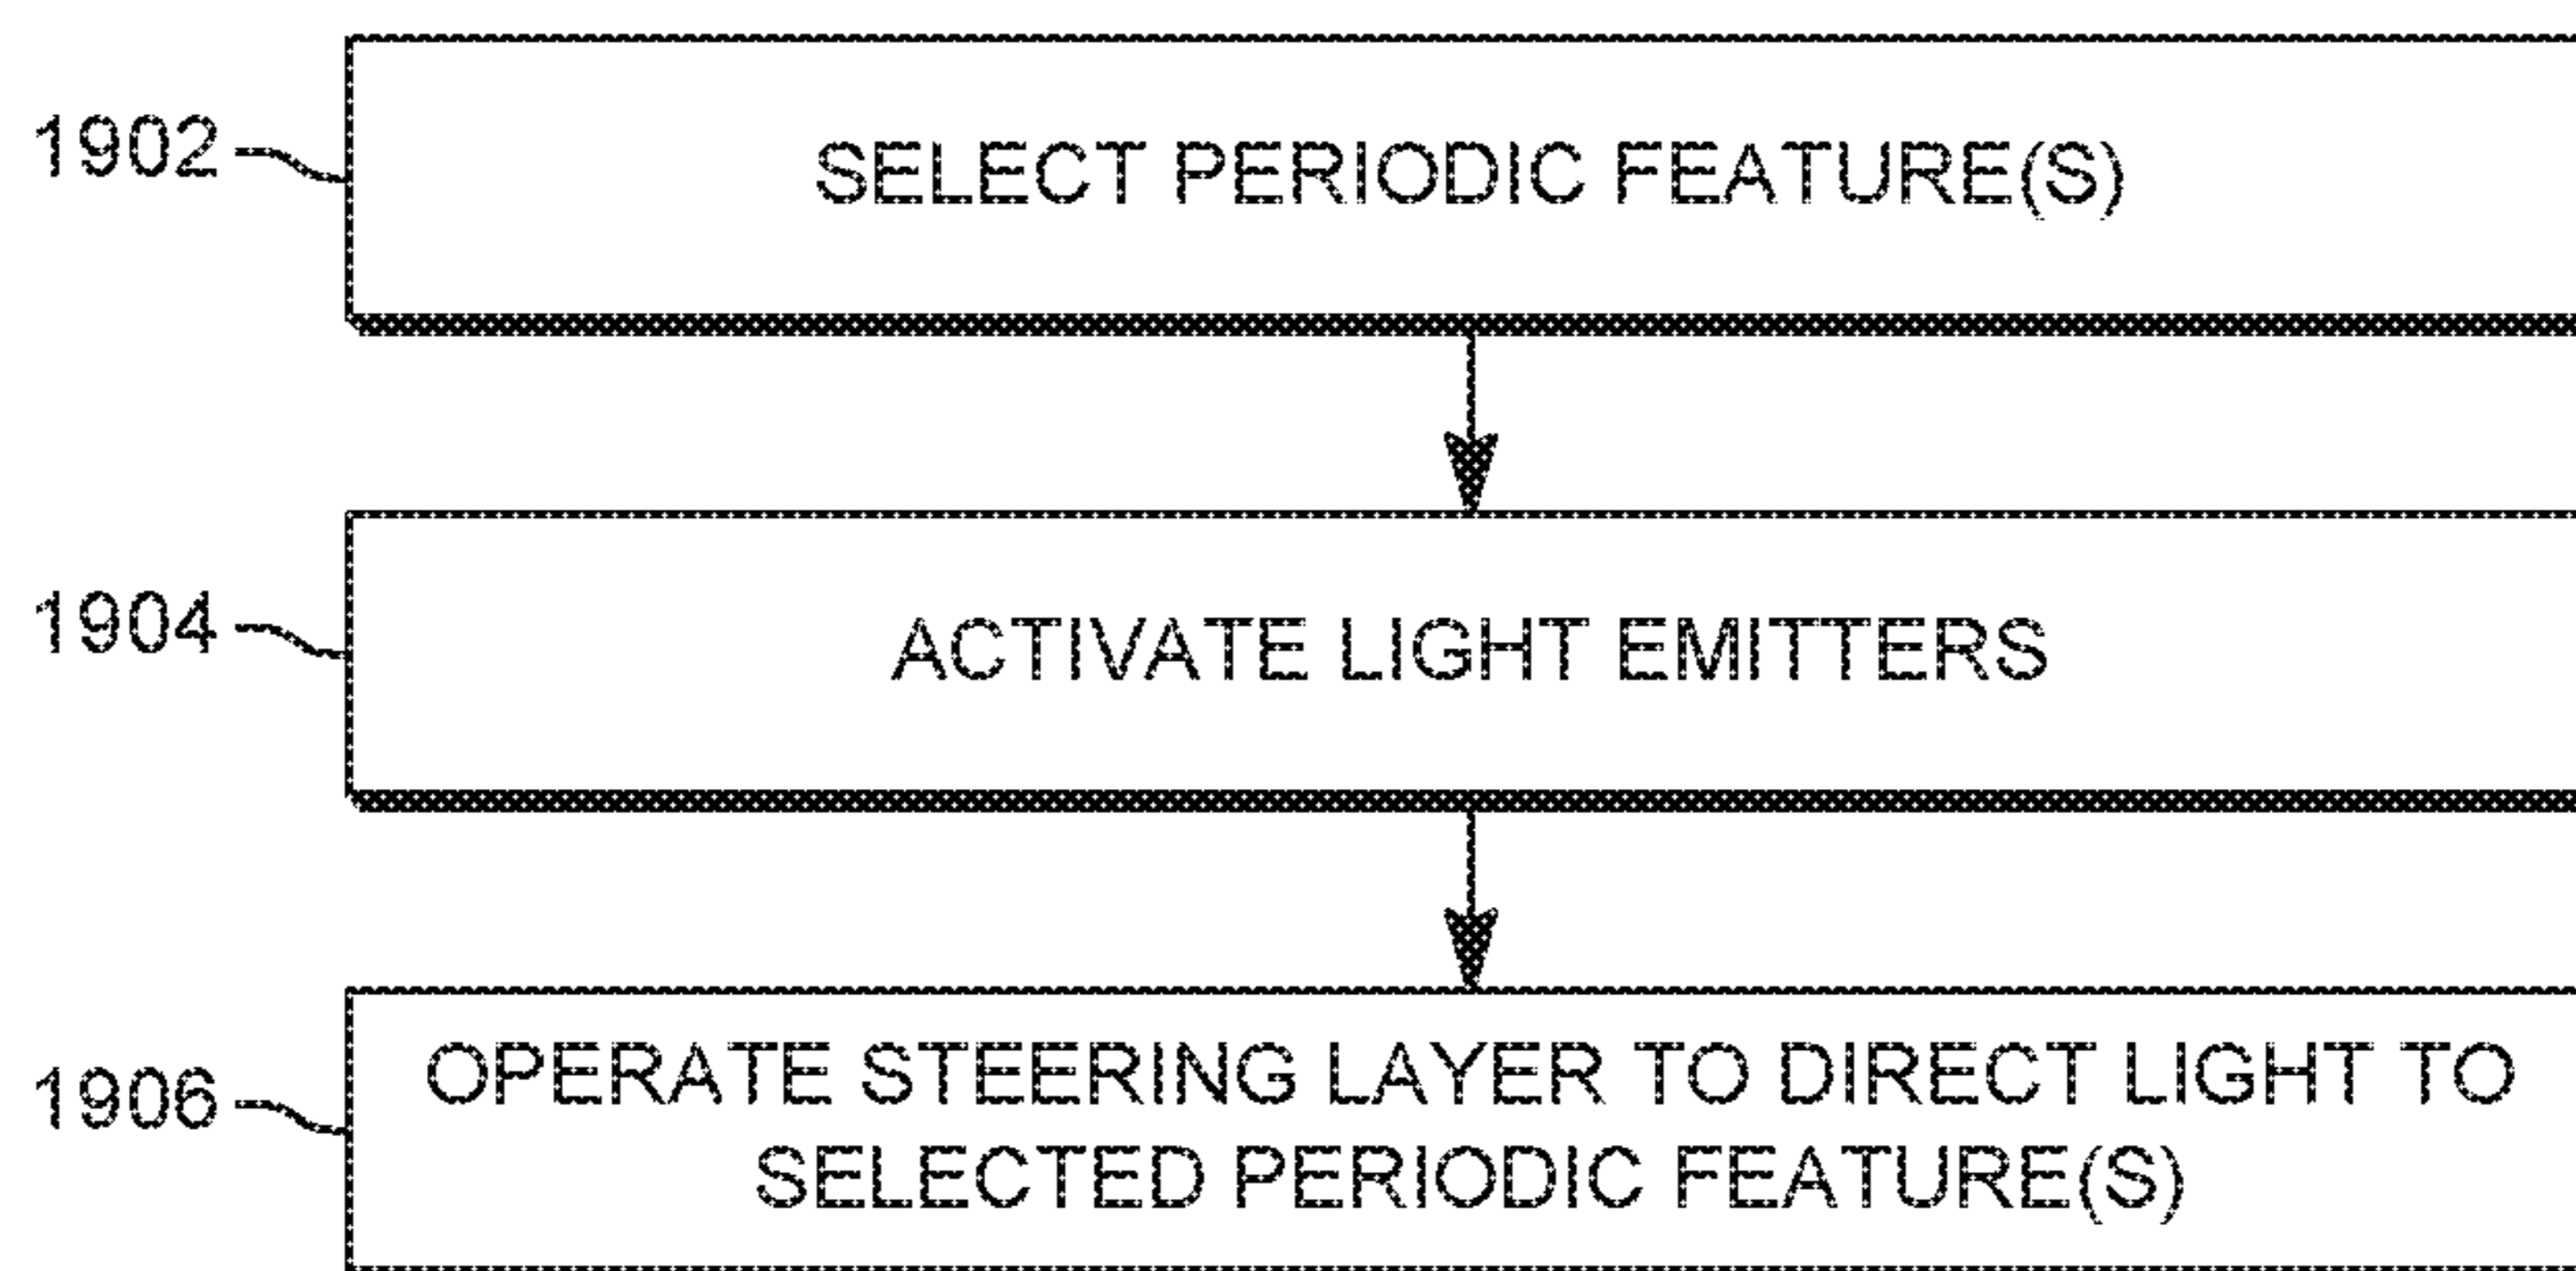 1902
SELECT PERIODIC FEATURE(S)
1904
ACTIVATE LIGHT EMITTERS
1906
OPERATE STEERING LAYER TO DIRECT LIGHT TO
SELECTED PERIODIC FEATURE(S)